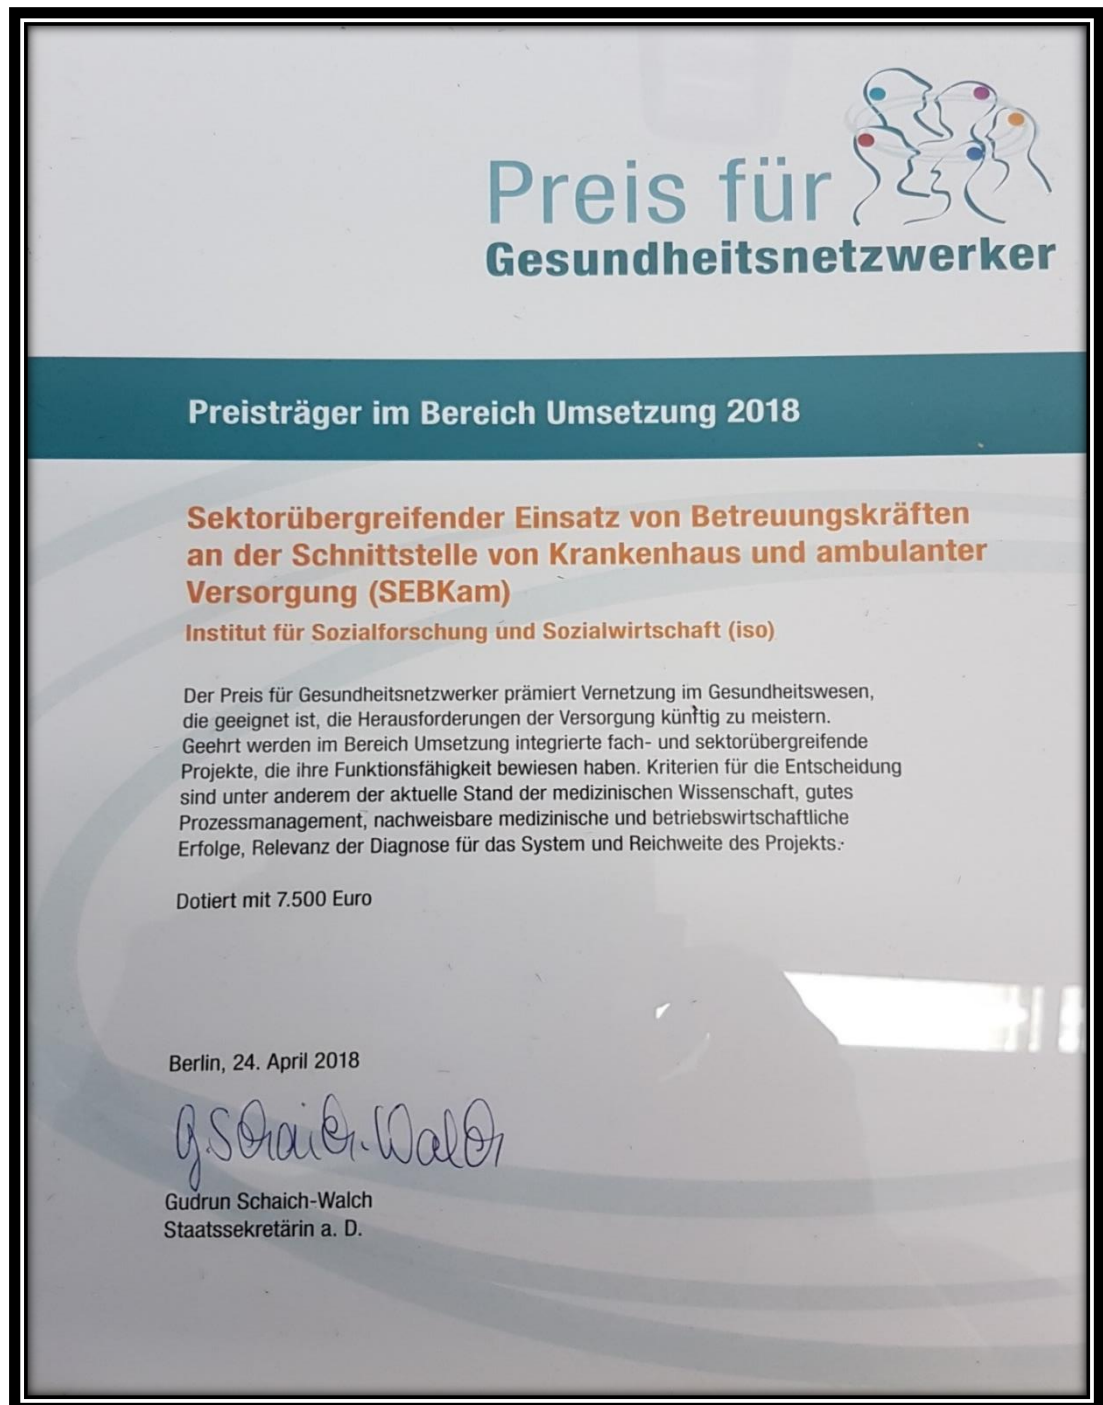 Preis für
Gesundheitsnetzwerker
Preisträger im Bereich Umsetzung 2018
Sektorübergreifender Einsatz von Betreuungskräften
an der Schnittstelle von Krankenhaus und ambulanter
Versorgung (SEBKam)
Institut für Sozialforschung und Sozialwirtschaft (iso)
Der Preis für Gesundheitsnetzwerker prämiert Vernetzung im Gesundheitswesen,
die geeignet ist, die Herausforderungen der Versorgung künftig zu meistern.
Geehrt werden im Bereich Umsetzung integrierte fach- und sektorübergreifende
Projekte, die ihre Funktionsfähigkeit bewiesen haben. Kriterien für die Entscheidung
sind unter anderem der aktuelle Stand der medizinischen Wissenschaft, gutes
Prozessmanagement, nachweisbare medizinische und betriebswirtschaftliche
Erfolge, Relevanz der Diagnose für das System und Reichweite des Projekts.
Dotiert mit 7.500 Euro
Berlin, 24. April 2018
G. Schaich-Walch
Gudrun Schaich-Walch
Staatssekretärin a. D.